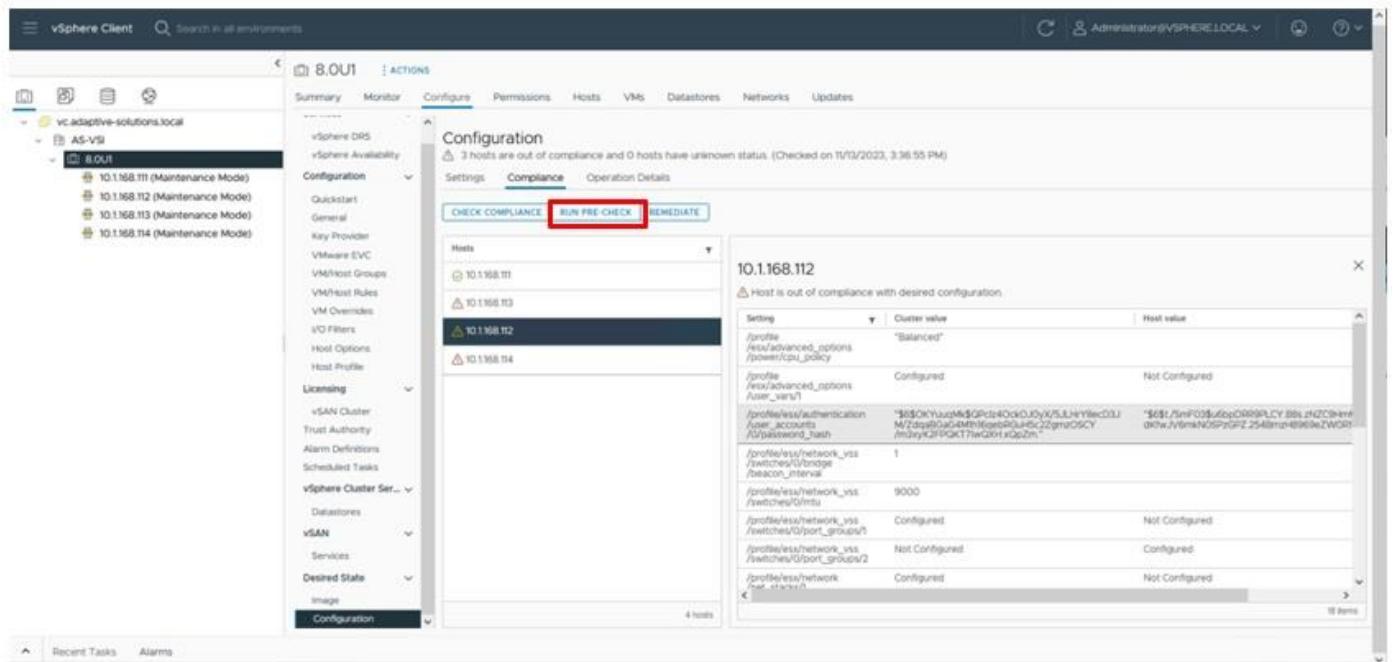 vSphere Client
Search in all environments
Administrator@VSPHERE.LOCAL
8.0U1
ACTIONS
Summary Monitor Configure Permissions Hosts VMs Datastores Networks Updates
vc.adaptive-solutions.local
AS-VSI
8.0U1
10.1.168.111 (Maintenance Mode)
10.1.168.112 (Maintenance Mode)
10.1.168.113 (Maintenance Mode)
10.1.168.114 (Maintenance Mode)
vSphere DRS
vSphere Availability
Configuration
Quickstart
General
Key Provider
VMware EVC
VM/Host Groups
VM/Host Rules
VM Overrides
I/O Filters
Host Options
Host Profile
Licensing
vSAN Cluster
Trust Authority
Alarm Definitions
Scheduled Tasks
vSphere Cluster Ser...
Datastores
vSAN
Services
Desired State
Image
Configuration
Configuration
3 hosts are out of compliance and 0 hosts have unknown status. (Checked on 11/13/2023, 3:36:55 PM)
Settings Compliance Operation Details
CHECK COMPLIANCE RUN PRE-CHECK REMEDIATE
Hosts
10.1.168.111
10.1.168.113
10.1.168.112
10.1.168.114
4 hosts
10.1.168.112
Host is out of compliance with desired configuration.
Setting Cluster value Host value
/profile
/esx/advanced_options
/power/cpu_policy
"Balanced"
/profile
/esx/advanced_options
/user_vars/1
Configured Not Configured
/profile/esx/authentication
/user_accounts
/0/password_hash
/profile/esx/network_vss
/switches/0/bridge
/beacon_interval
1
/profile/esx/network_vss
/switches/0/mtu
9000
/profile/esx/network_vss
/switches/0/port_groups/1
Configured Not Configured
/profile/esx/network_vss
/switches/0/port_groups/2
Not Configured Configured
/profile/esx/network
Configured Not Configured
18 items
Recent Tasks Alarms